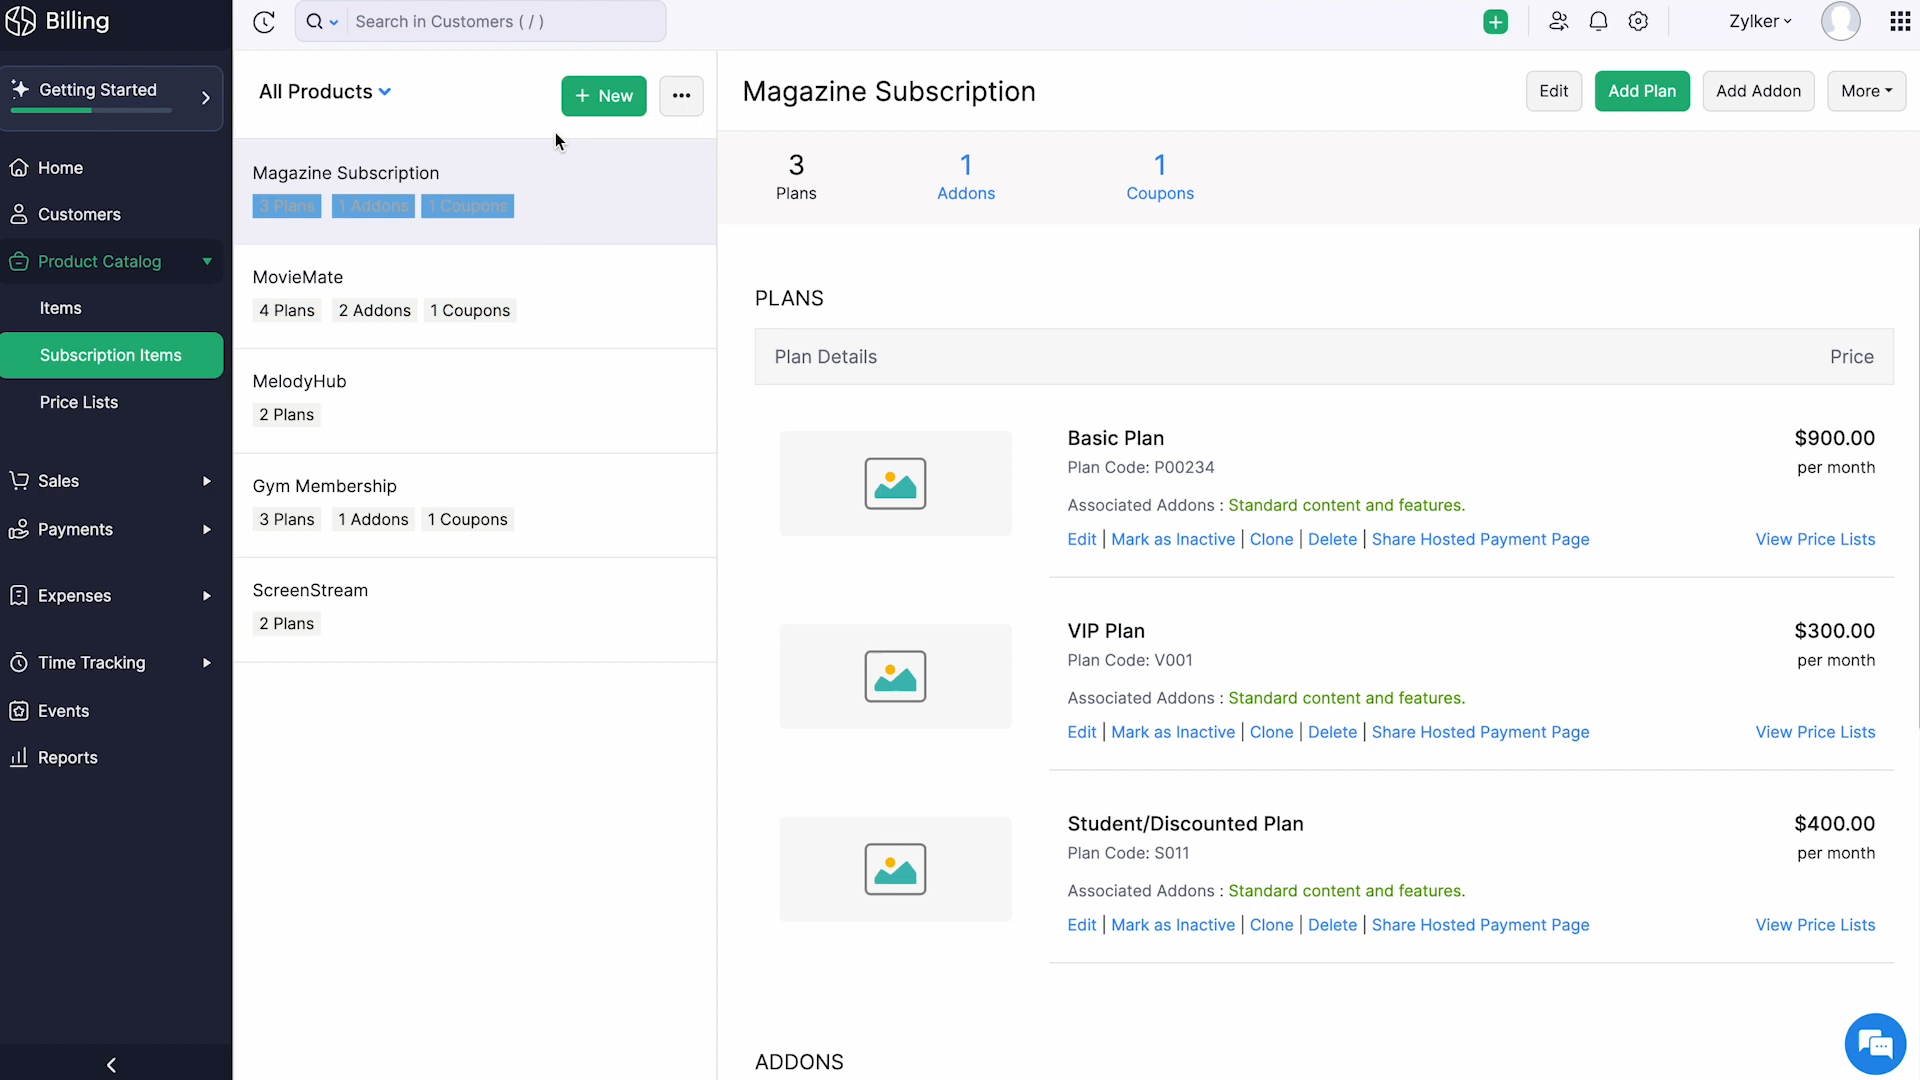 Billing
Getting Started
Home
Customers
Product Catalog
Items
Subscription Items
Price Lists
Sales
Payments
Expenses
Time Tracking
Events
Reports
Search in Customers ( / )
Zylker
All Products
+ New
Magazine Subscription
3 Plans 1 Addons 1 Coupons
MovieMate
4 Plans 2 Addons 1 Coupons
MelodyHub
2 Plans
Gym Membership
3 Plans 1 Addons 1 Coupons
ScreenStream
2 Plans
Magazine Subscription
Edit Add Plan Add Addon More
3 1 1
Plans Addons Coupons
PLANS
Plan Details Price
Basic Plan $900.00
Plan Code: P00234 per month
Associated Addons : Standard content and features.
Edit | Mark as Inactive | Clone | Delete | Share Hosted Payment Page View Price Lists
VIP Plan $300.00
Plan Code: V001 per month
Associated Addons : Standard content and features.
Edit | Mark as Inactive | Clone | Delete | Share Hosted Payment Page View Price Lists
Student/Discounted Plan $400.00
Plan Code: S011 per month
Associated Addons : Standard content and features.
Edit | Mark as Inactive | Clone | Delete | Share Hosted Payment Page View Price Lists
ADDONS